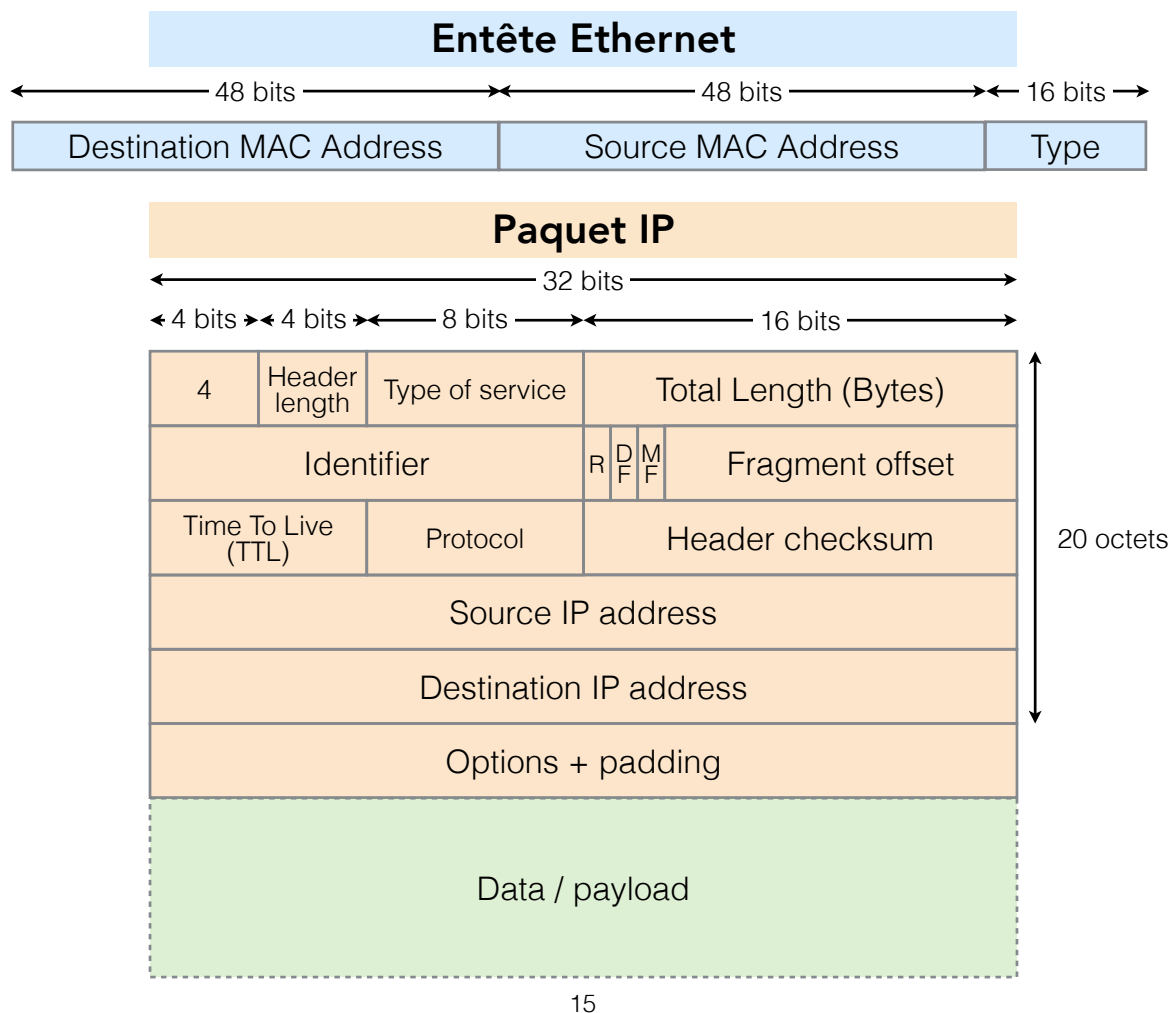 Entête Ethernet
48 bits 48 bits 16 bits
Destination MAC Address Source MAC Address Type
Paquet IP
32 bits
4 bits 4 bits 8 bits 16 bits
4 Header length Type of service Total Length (Bytes)
Identifier R DF MF Fragment offset
Time To Live (TTL) Protocol Header checksum
20 octets
Source IP address
Destination IP address
Options + padding
Data / payload
15